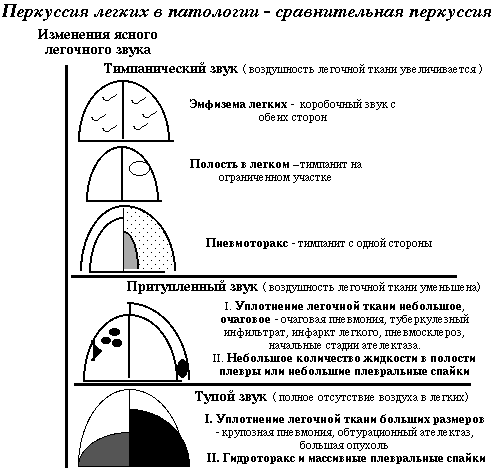 Перкуссия легких в патологии - сравнительная перкуссия
Изменения ясного
легочного звука
Тимпанический звук ( воздушность легочной ткани увеличивается )
Эмфизема легких - коробочный звук с
обеих сторон
Полость в легком –тимпанит на
ограниченном участке
Пневмоторакс - тимпанит с одной стороны
Притупленный звук ( воздушность легочной ткани уменьшена)
I. Уплотнение легочной ткани небольшое,
очаговое - очаговая пневмония, туберкулезный
инфильтрат, инфаркт легкого, пневмосклероз,
начальные стадии ателектаза.
II. Небольшое количество жидкости в полости
плевры или небольшие плевральные спайки
Тупой звук ( полное отсутствие воздуха в легких)
I. Уплотнение легочной ткани больших размеров
- крупозная пневмония, обтурационный ателектаз,
большая опухоль
II. Гидроторакс и массивные плевральные спайки